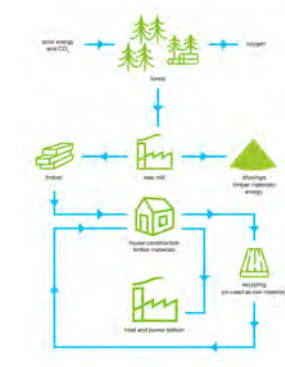 solar energy
and CO₂
oxygen
forest
timber
saw mill
shavings
timber materials
energy
house construction
timber materials
recycling
(re-used as raw material)
heat and power station